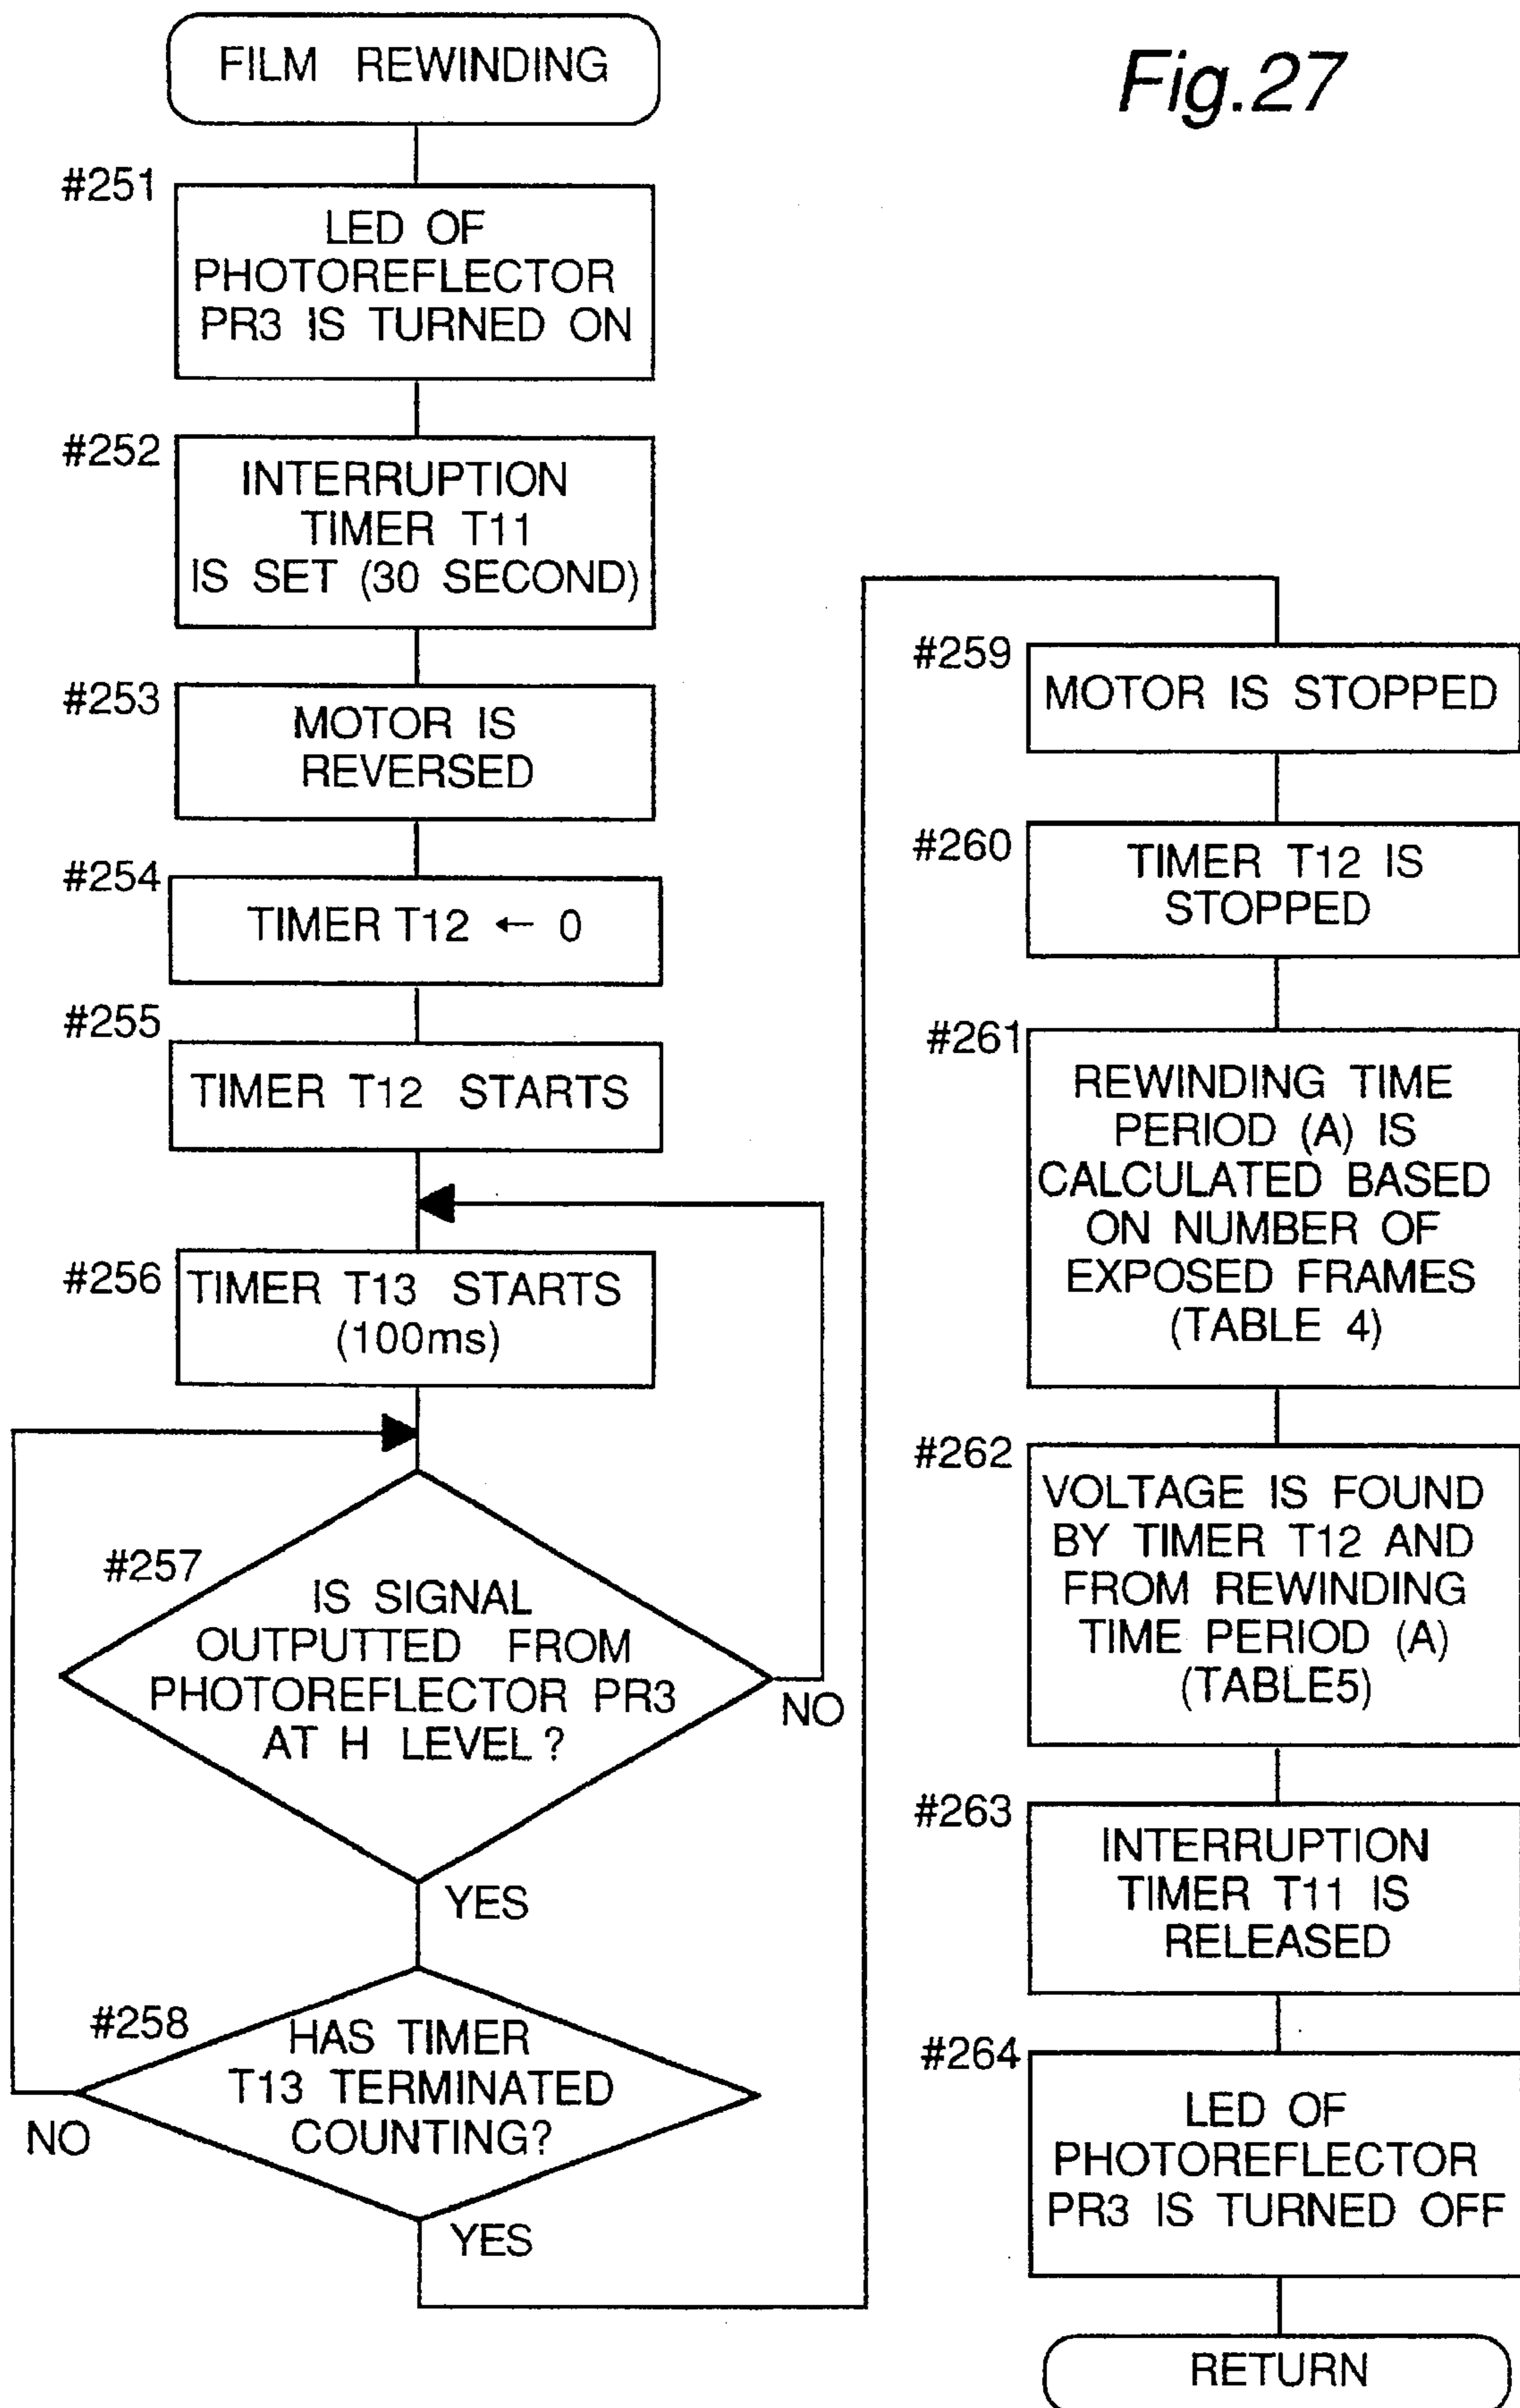 Fig.27
FILM REWINDING
#251
LED OF
PHOTOREFLECTOR
PR3 IS TURNED ON
#252
INTERRUPTION
TIMER T11
IS SET (30 SECOND)
#253
MOTOR IS
REVERSED
#254
TIMER T12 ← 0
#255
TIMER T12 STARTS
#256
TIMER T13 STARTS
(100ms)
#257
IS SIGNAL
OUTPUTTED FROM
PHOTOREFLECTOR PR3
AT H LEVEL?
NO
YES
#258
HAS TIMER
T13 TERMINATED
COUNTING?
NO
YES
#259
MOTOR IS STOPPED
#260
TIMER T12 IS
STOPPED
#261
REWINDING TIME
PERIOD (A) IS
CALCULATED BASED
ON NUMBER OF
EXPOSED FRAMES
(TABLE 4)
#262
VOLTAGE IS FOUND
BY TIMER T12 AND
FROM REWINDING
TIME PERIOD (A)
(TABLE5)
#263
INTERRUPTION
TIMER T11 IS
RELEASED
#264
LED OF
PHOTOREFLECTOR
PR3 IS TURNED OFF
RETURN